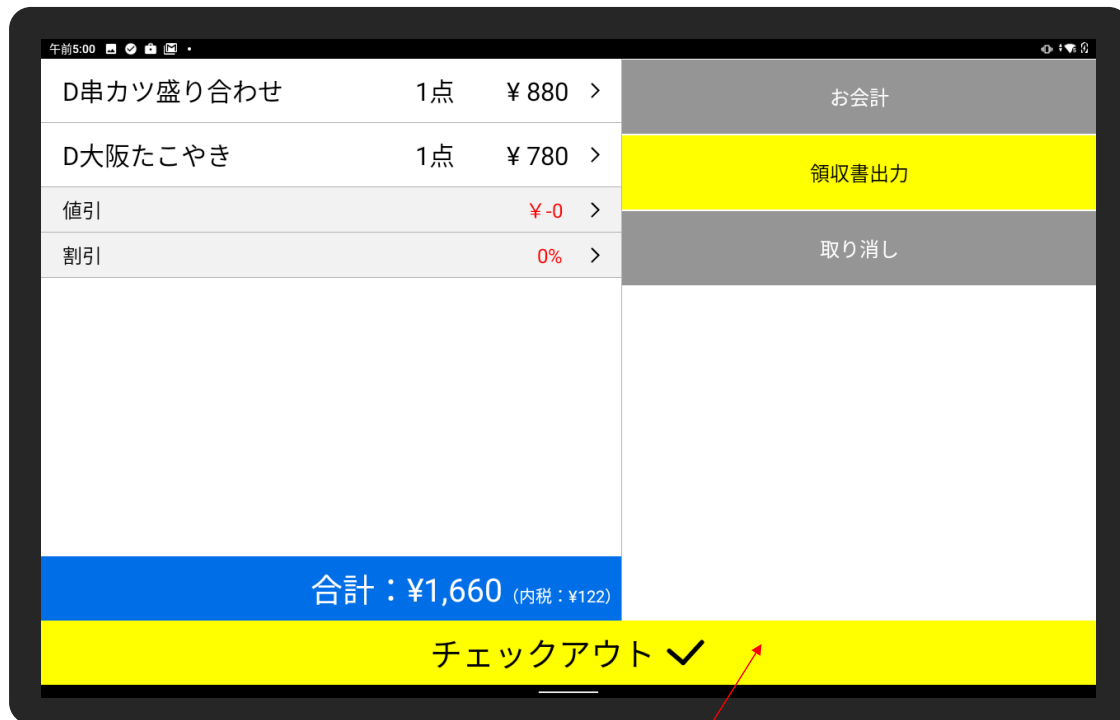 午前5:00
D串カツ盛り合わせ 1点 ¥ 880
D大阪たこやき 1点 ¥ 780
値引 ¥ -0
割引 0%
合計：¥1,660 (内税：¥122)
お会計
領収書出力
取り消し
チェックアウト